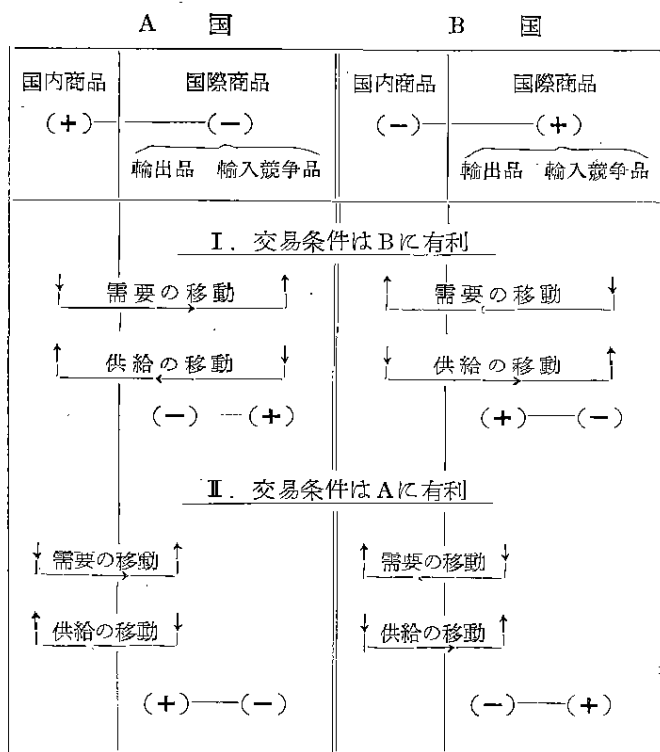 A 国 B 国
国内商品 国際商品 国内商品 国際商品
(+) (−) (−) (+)
輸出品 輸入競争品 輸出品 輸入競争品
Ⅰ. 交易条件はBに有利
↓ 需要の移動 ↑ ↑ 需要の移動 ↓
↑ 供給の移動 ↓ ↓ 供給の移動 ↑
(−) (+) (+) (−)
Ⅱ. 交易条件はAに有利
↓ 需要の移動 ↑ ↑ 需要の移動 ↓
↑ 供給の移動 ↓ ↓ 供給の移動 ↑
(+) (−) (−) (+)